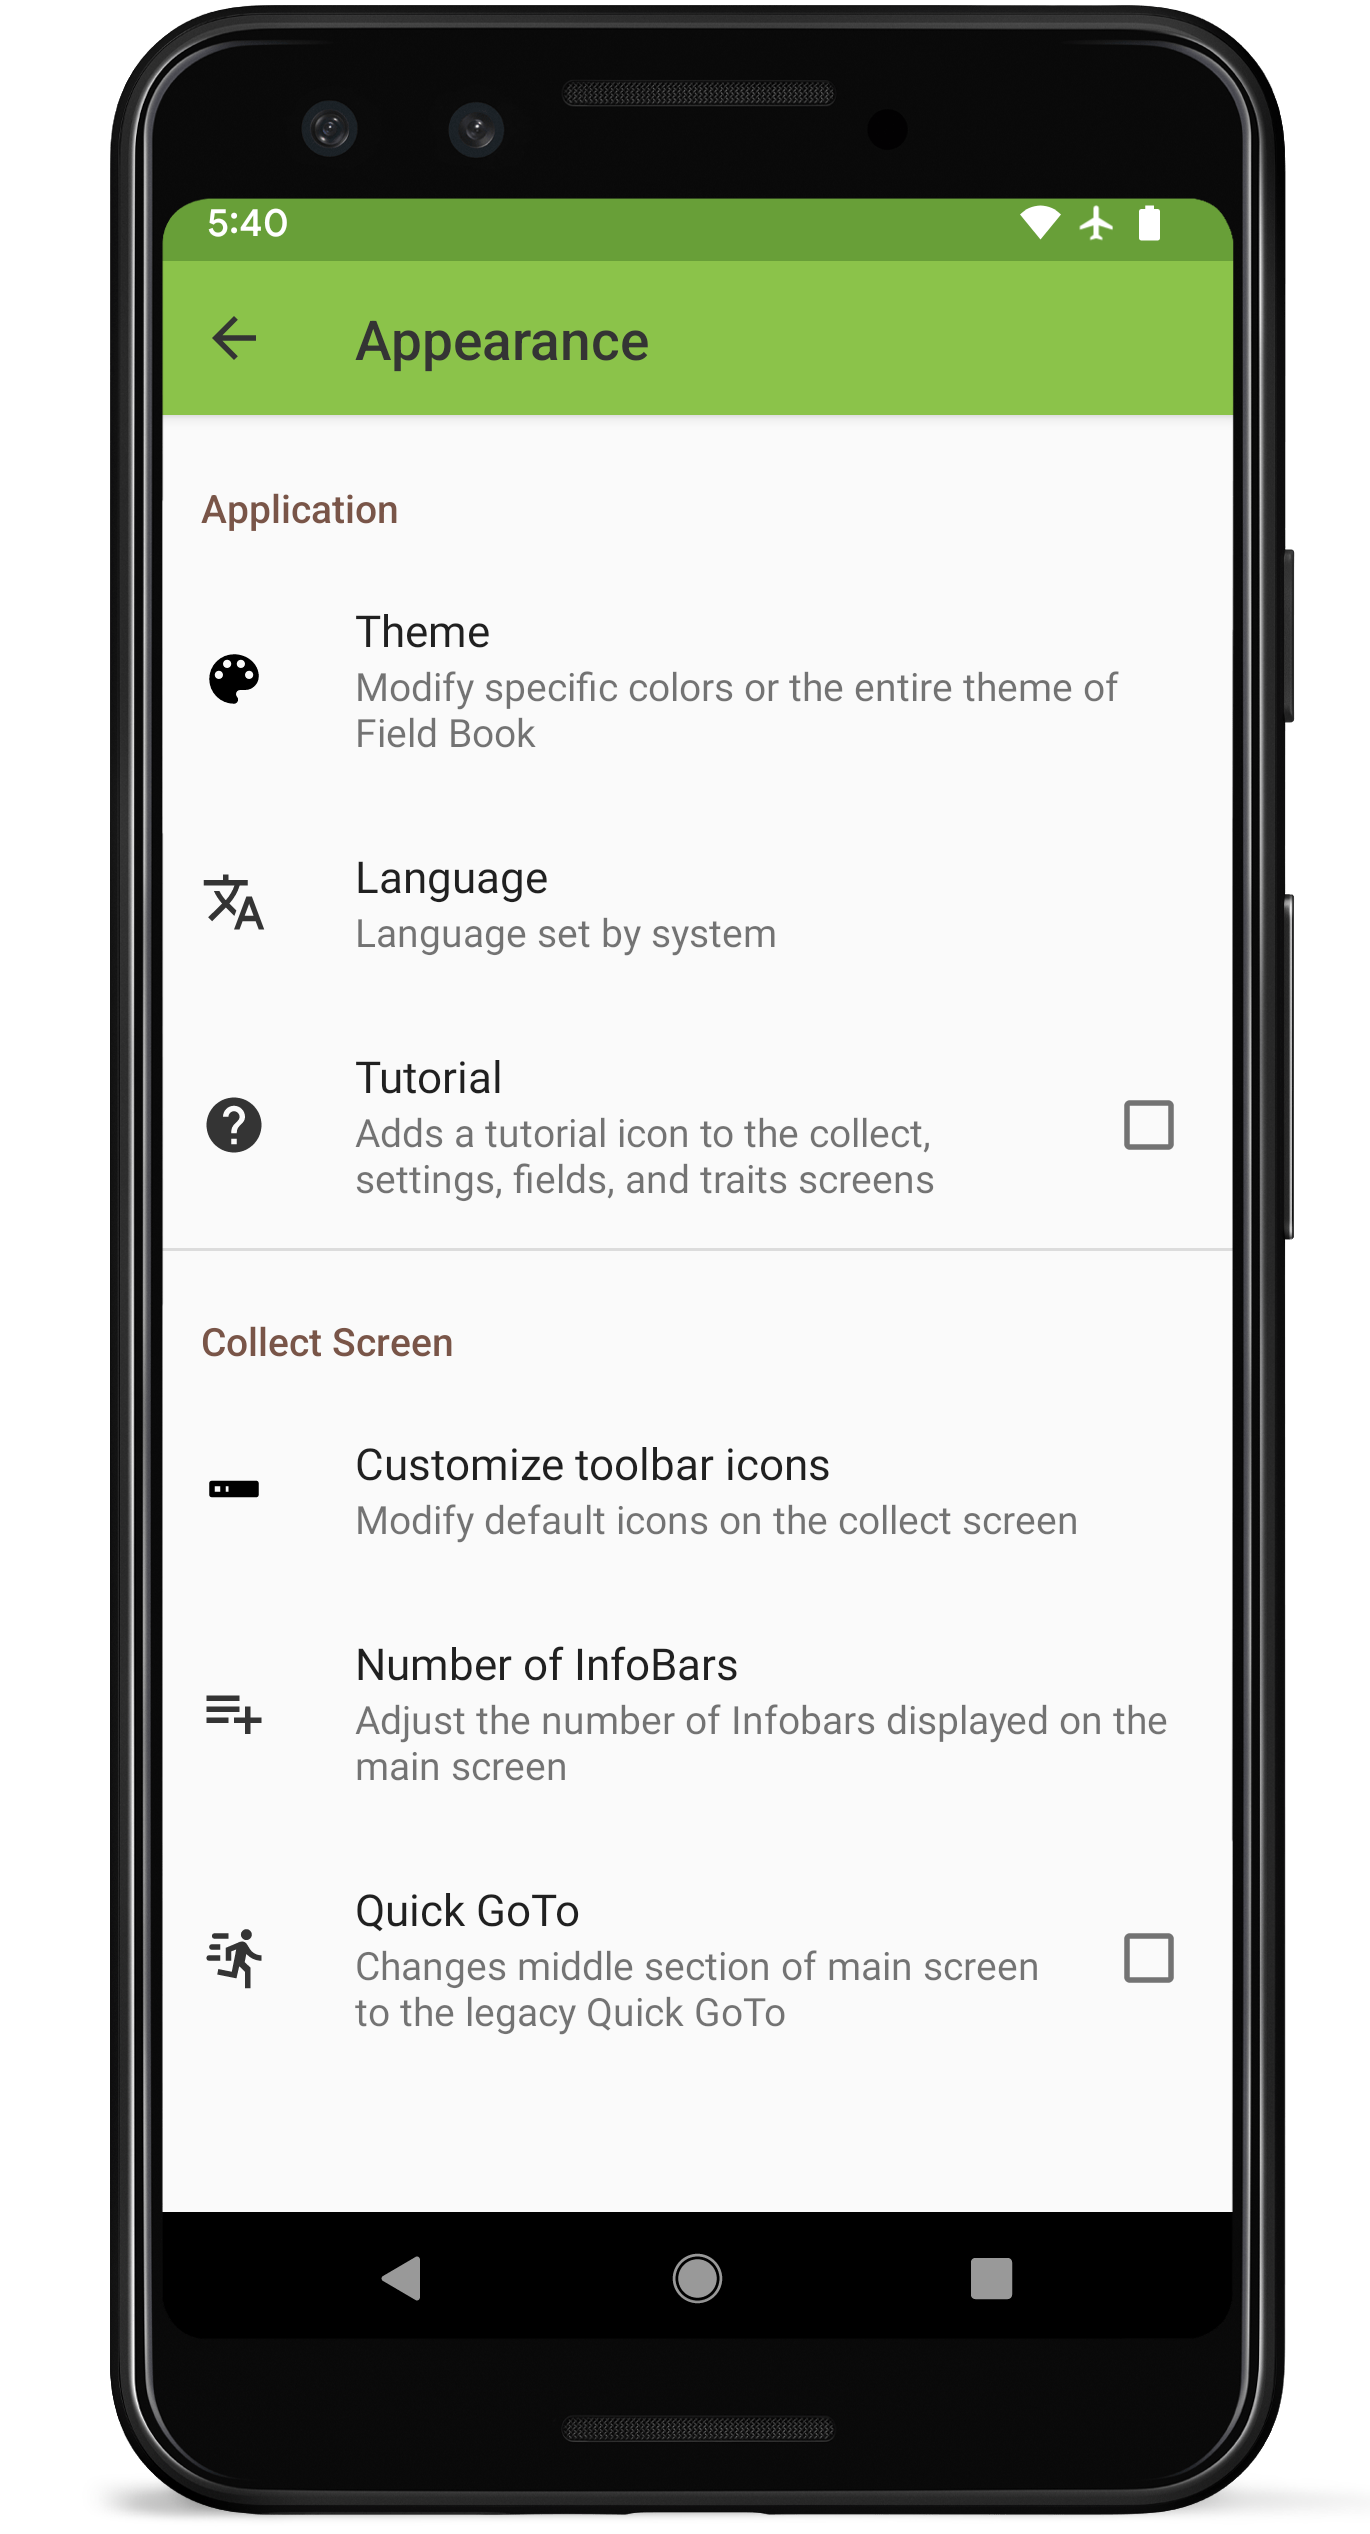 5:40
Appearance
Application
Theme
Modify specific colors or the entire theme of
Field Book
Language
Language set by system
Tutorial
Adds a tutorial icon to the collect,
settings, fields, and traits screens
Collect Screen
Customize toolbar icons
Modify default icons on the collect screen
Number of InfoBars
Adjust the number of Infobars displayed on the
main screen
Quick GoTo
Changes middle section of main screen
to the legacy Quick GoTo